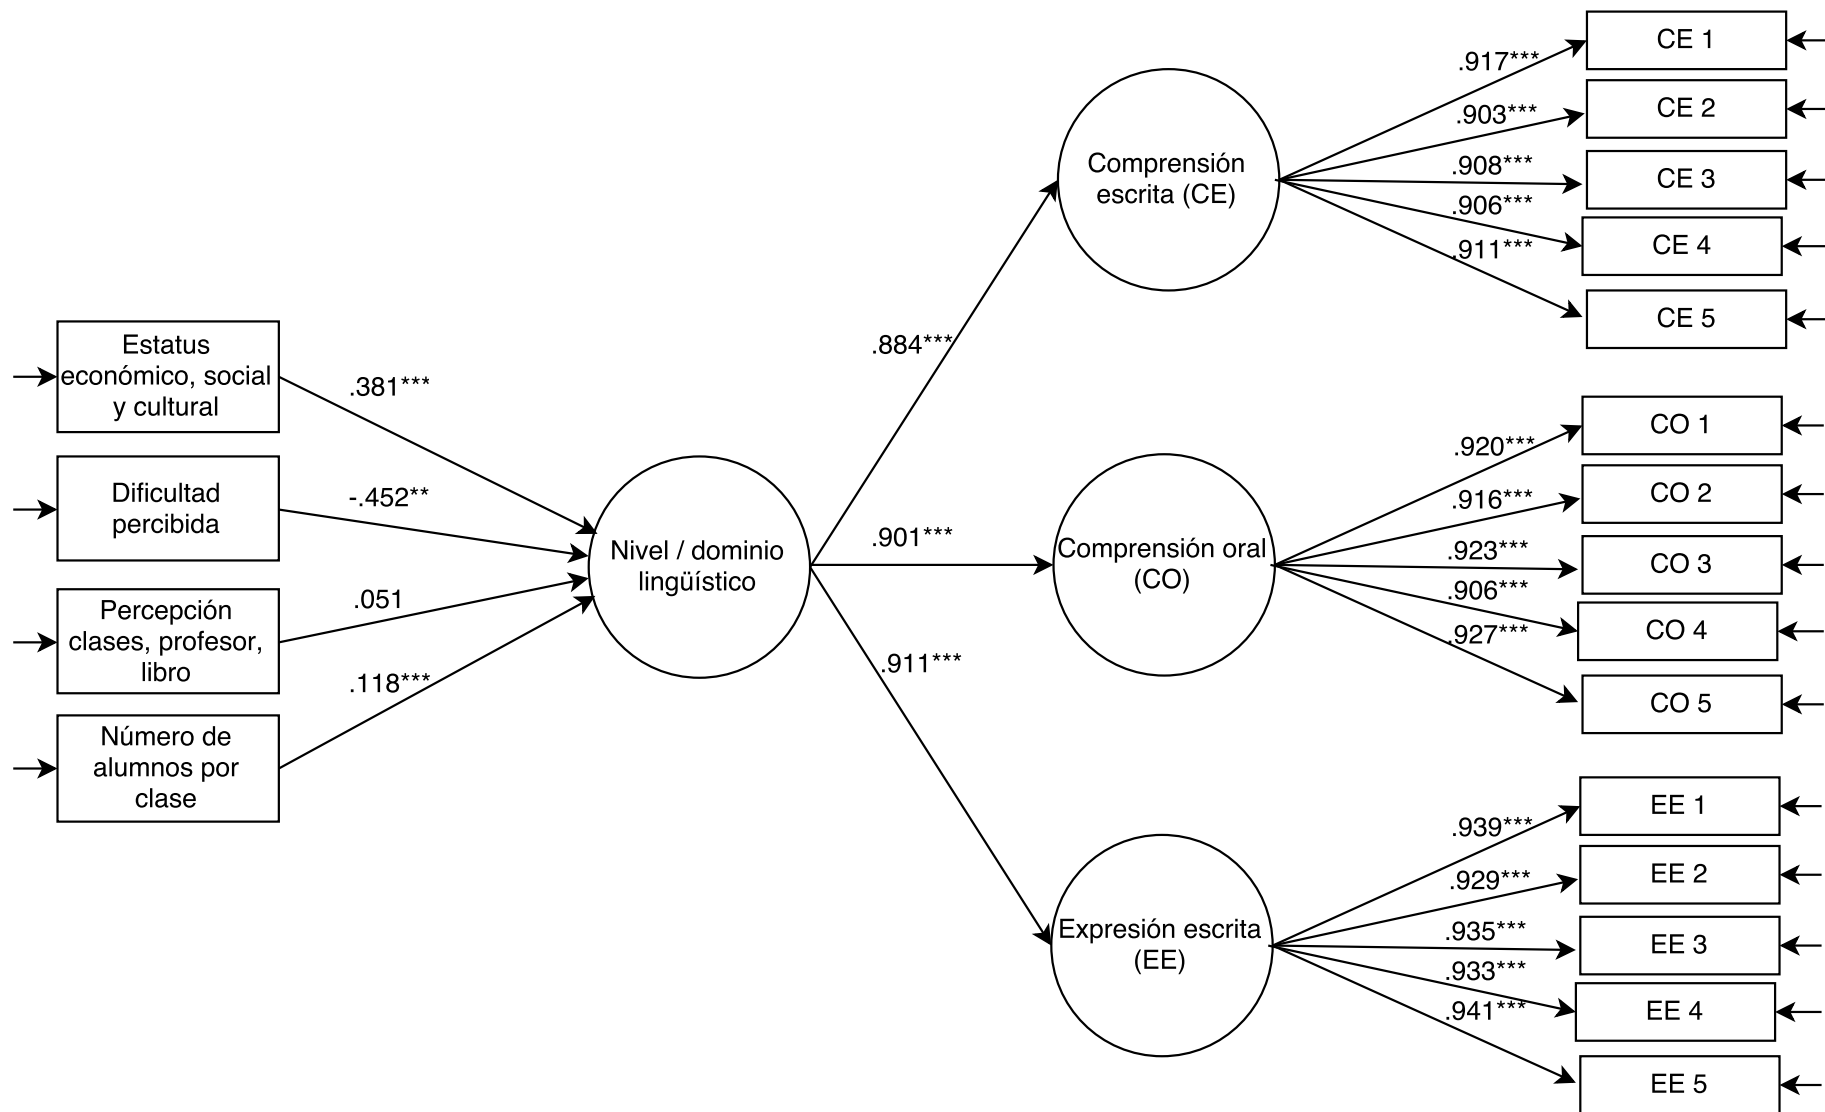 Estatus
económico, social
y cultural
Dificultad
percibida
Percepción
clases, profesor,
libro
Número de
alumnos por
clase
.381***
-.452**
.051
.118***
Nivel / dominio
lingüístico
.884***
.901***
.911***
Comprensión
escrita (CE)
.917***
.903***
.908***
.906***
.911***
CE 1
CE 2
CE 3
CE 4
CE 5
Comprensión oral
(CO)
.920***
.916***
.923***
.906***
.927***
CO 1
CO 2
CO 3
CO 4
CO 5
Expresión escrita
(EE)
.939***
.929***
.935***
.933***
.941***
EE 1
EE 2
EE 3
EE 4
EE 5